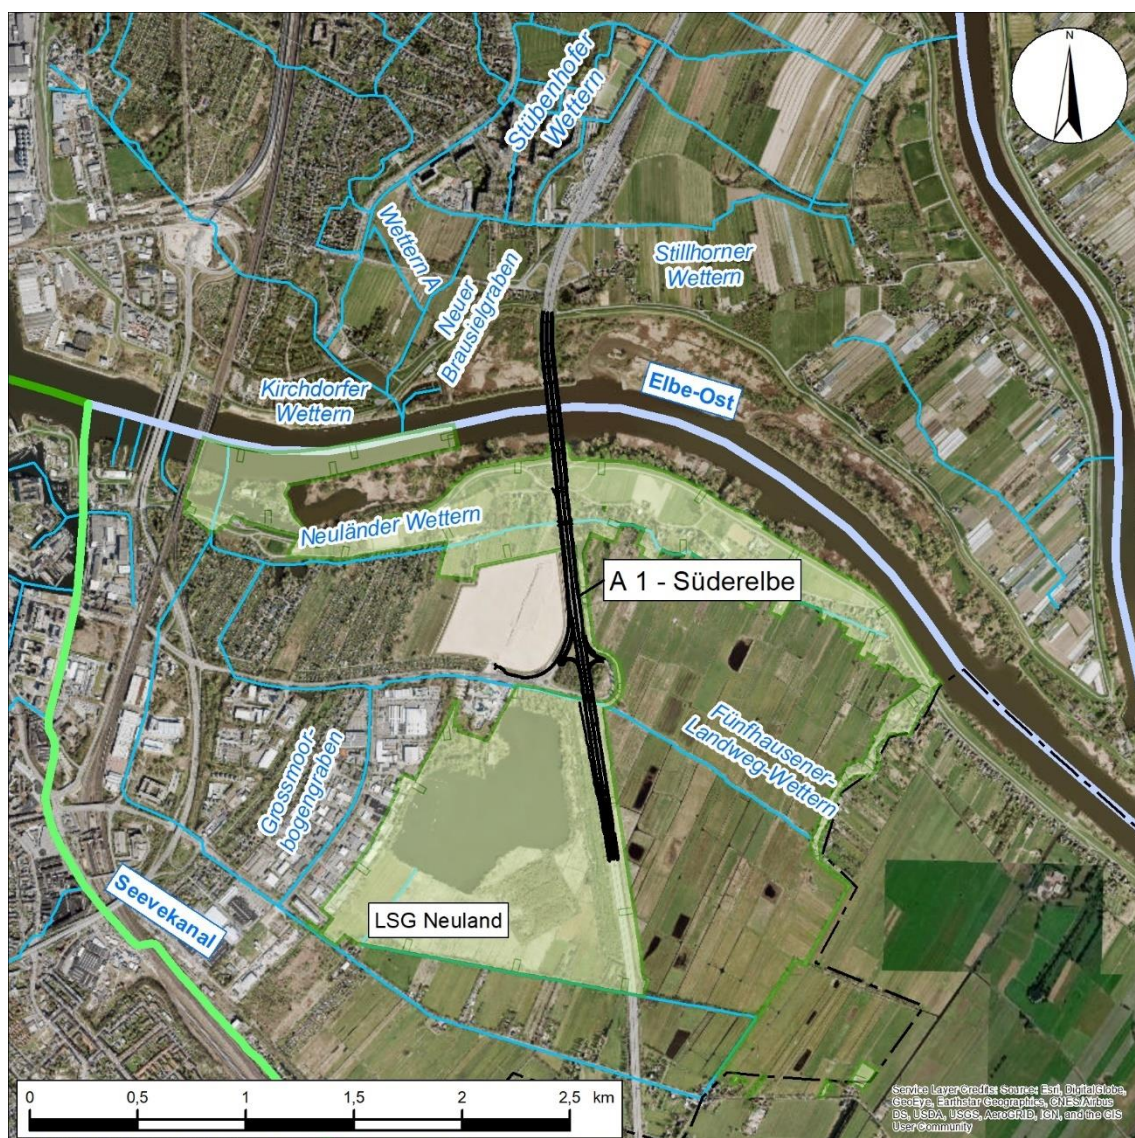 N
Stübenhofer
Wettern
Wettern A
Neuer
Brausielgraben
Stillhorner
Wettern
Kirchdorfer
Wettern
Elbe-Ost
Neuländer Wettern
A 1 - Süderelbe
Fünfhausener-
Landweg-Wettern
Grossmoor-
bogengraben
Seevekanal
LSG Neuland
0 0,5 1 1,5 2 2,5 km
Service Layer Credits: Source: Esri, DigitalGlobe,
GeoEye, Earthstar Geographics, CNES/Airbus
DS, USDA, USGS, AeroGRID, IGN, and the GIS
User Community